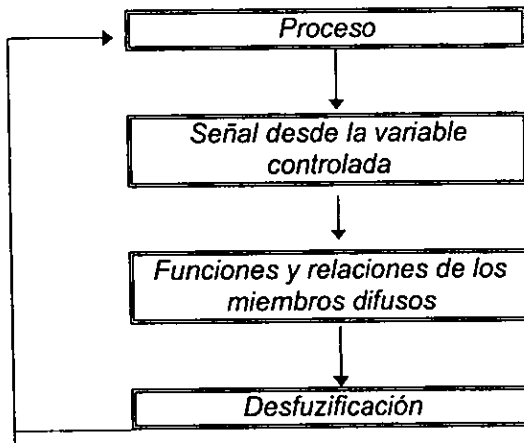 Proceso
Señal desde la variable
controlada
Funciones y relaciones de los
miembros difusos
Desfuzificación